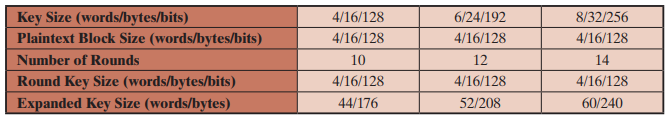 Key Size (words/bytes/bits) 4/16/128 6/24/192 8/32/256
Plaintext Block Size (words/bytes/bits) 4/16/128 4/16/128 4/16/128
Number of Rounds 10 12 14
Round Key Size (words/bytes/bits) 4/16/128 4/16/128 4/16/128
Expanded Key Size (words/bytes) 44/176 52/208 60/240